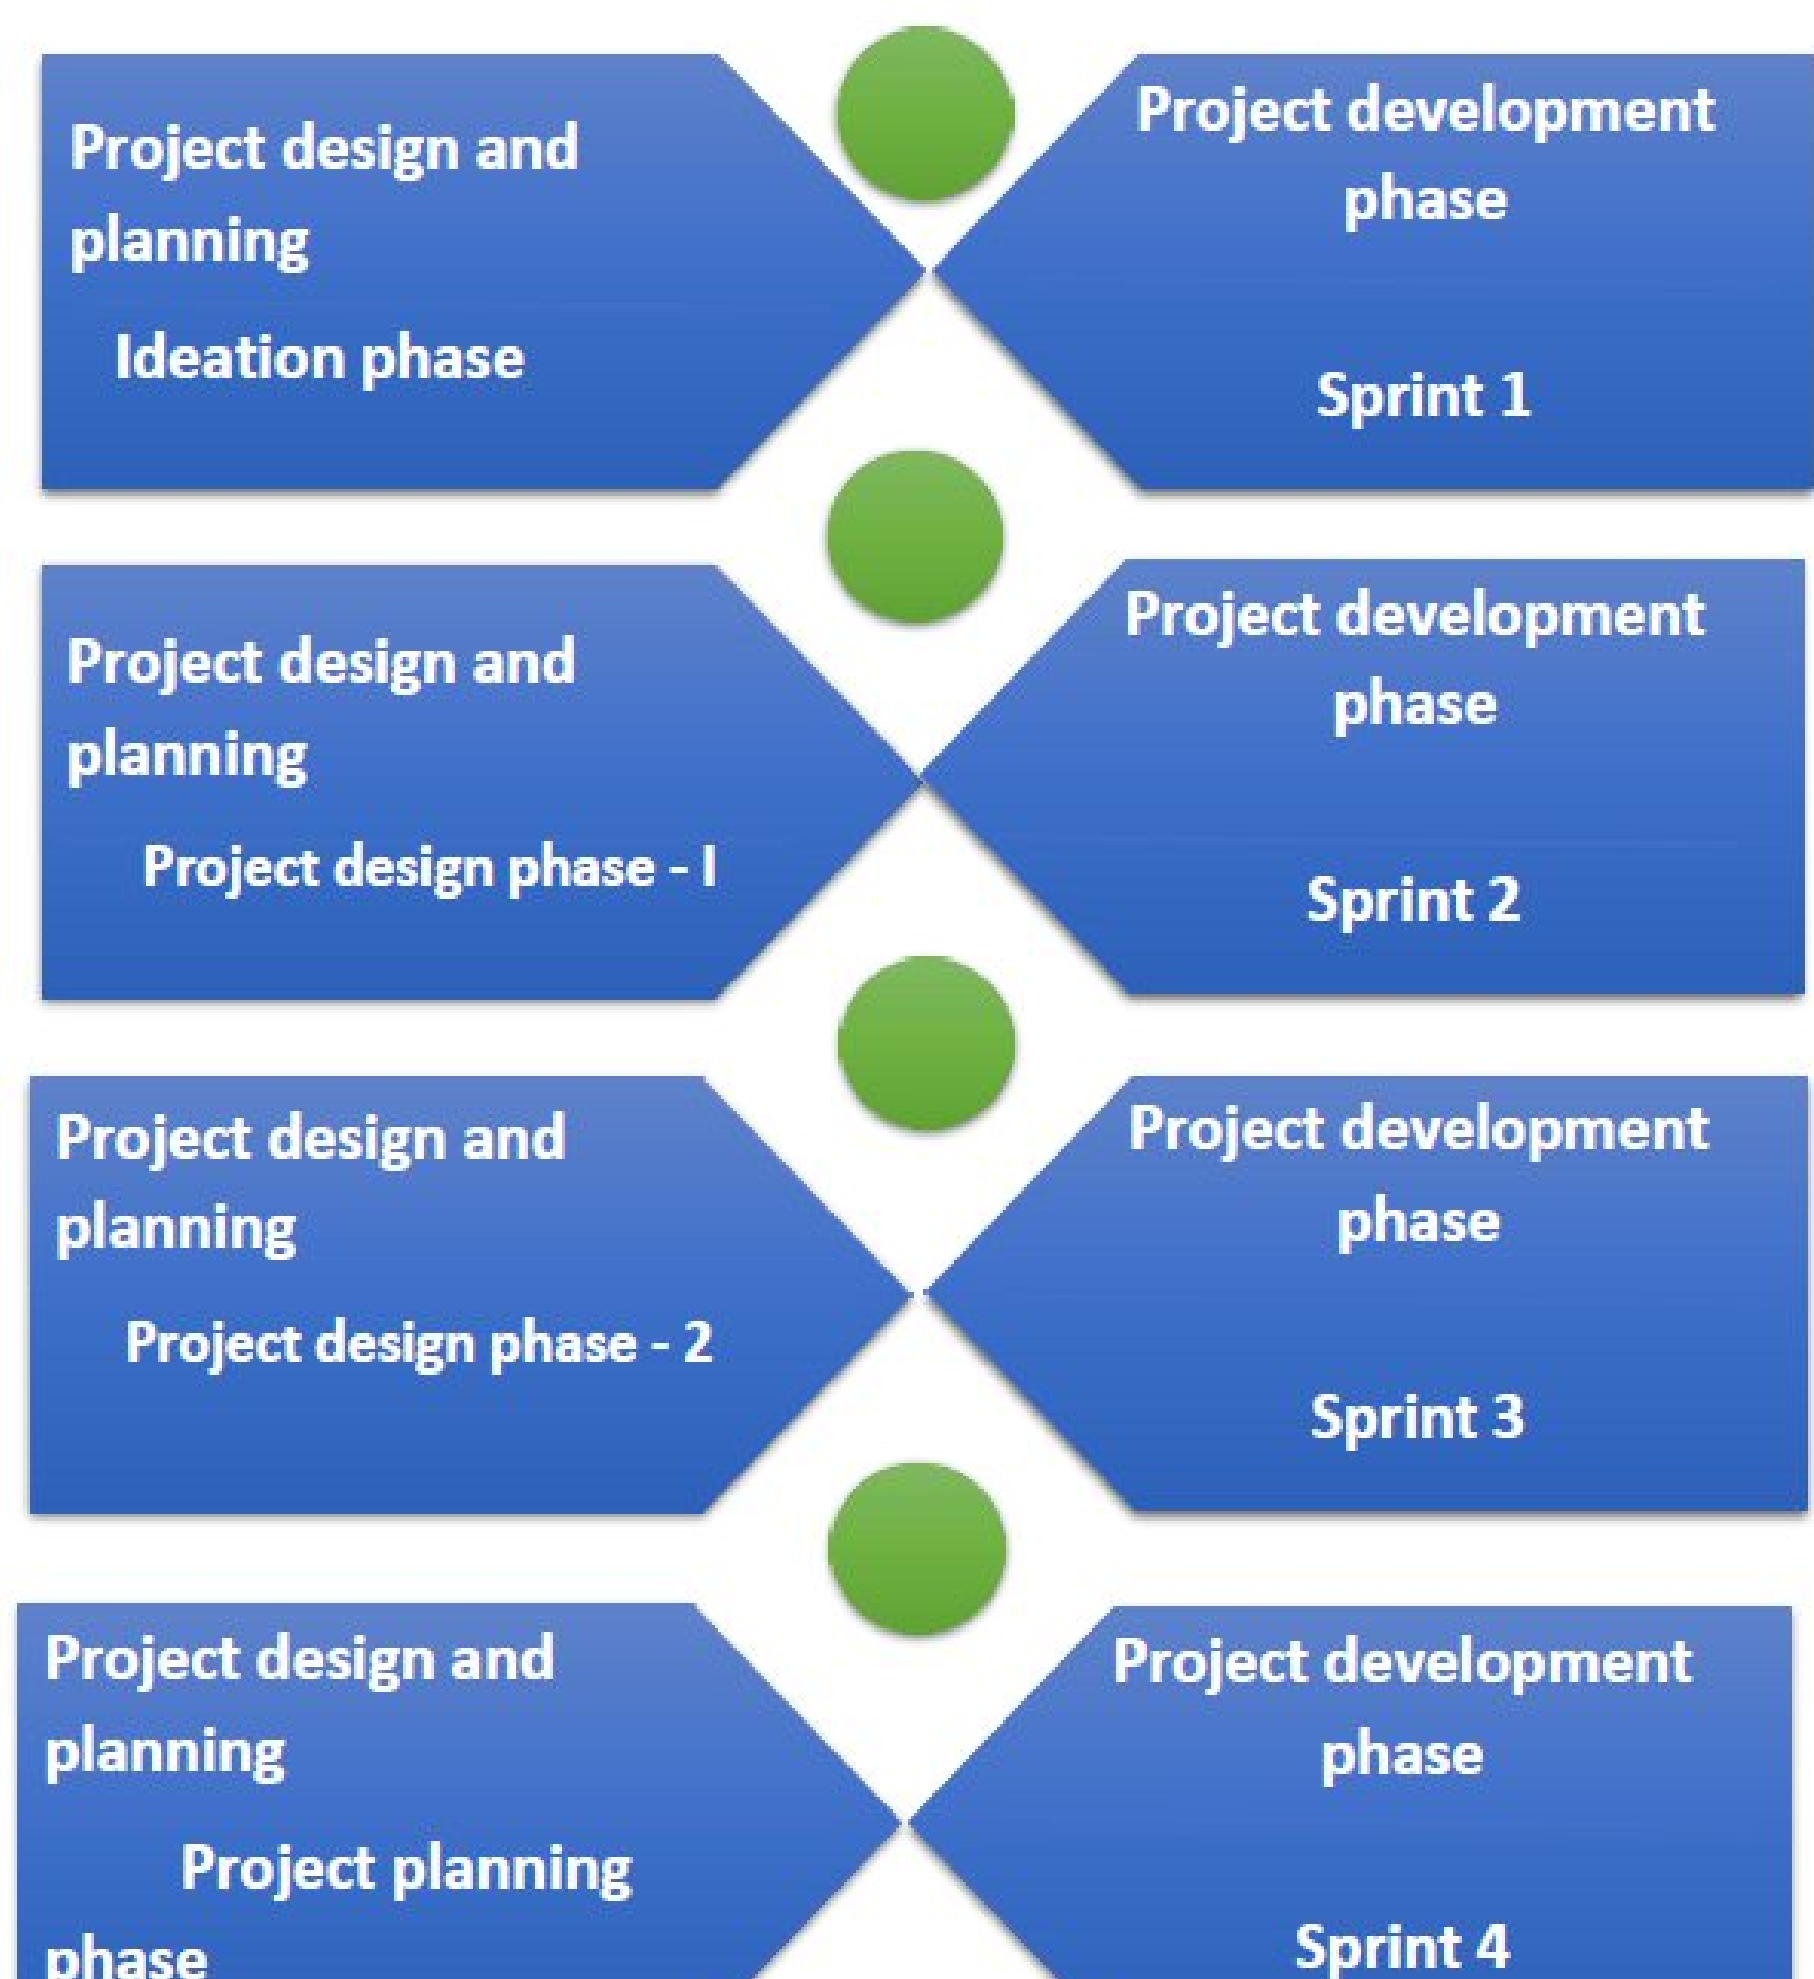 Project design and
planning
Ideation phase
Project development
phase
Sprint 1
Project design and
planning
Project design phase - I
Project development
phase
Sprint 2
Project design and
planning
Project design phase - 2
Project development
phase
Sprint 3
Project design and
planning
Project planning
phase
Project development
phase
Sprint 4